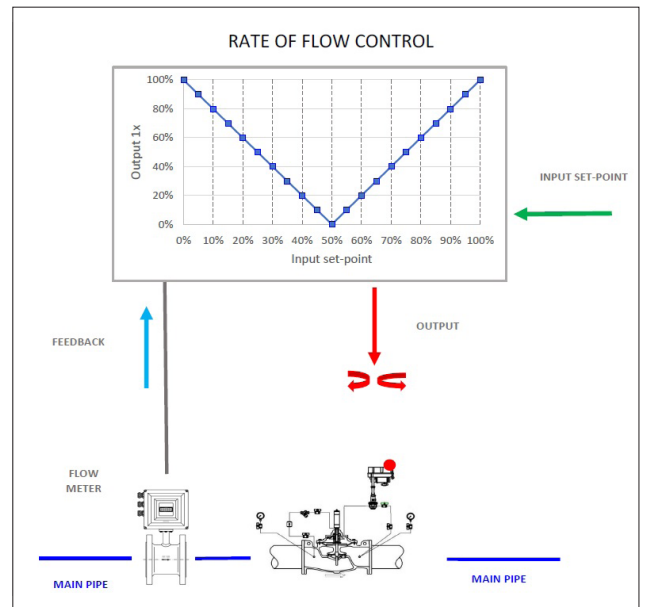 RATE OF FLOW CONTROL
100%
80%
60%
40%
20%
0%
Output 1x
0% 10% 20% 30% 40% 50% 60% 70% 80% 90% 100%
Input set-point
INPUT SET-POINT
FEEDBACK
OUTPUT
FLOW
METER
MAIN PIPE
MAIN PIPE